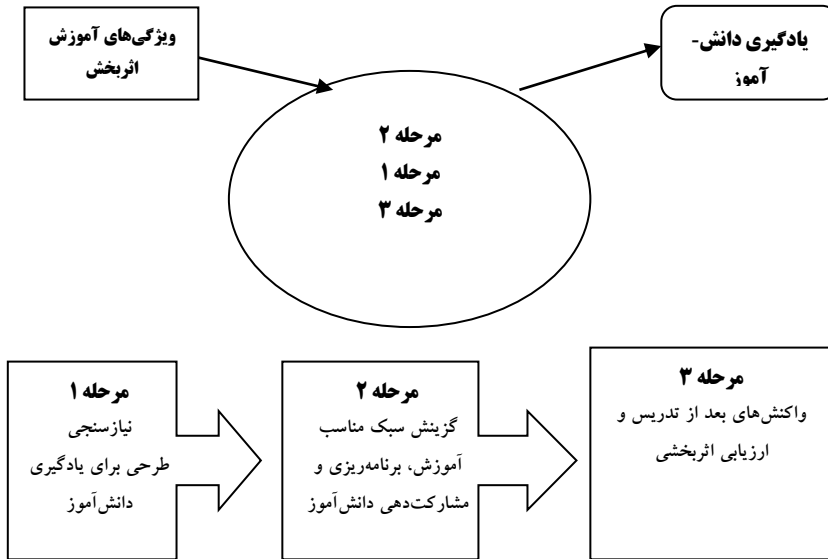 ویژگی‌های آموزش
اثربخش
یادگیری دانش-
آموز
مرحله ۲
مرحله ۱
مرحله ۳
مرحله ۱
نیازسنجی
طرحی برای یادگیری
دانش‌آموز
مرحله ۲
گزینش سبک مناسب
آموزش، برنامه‌ریزی و
مشارکت‌دهی دانش‌آموز
مرحله ۳
واکنش‌های بعد از تدریس و
ارزیابی اثربخشی